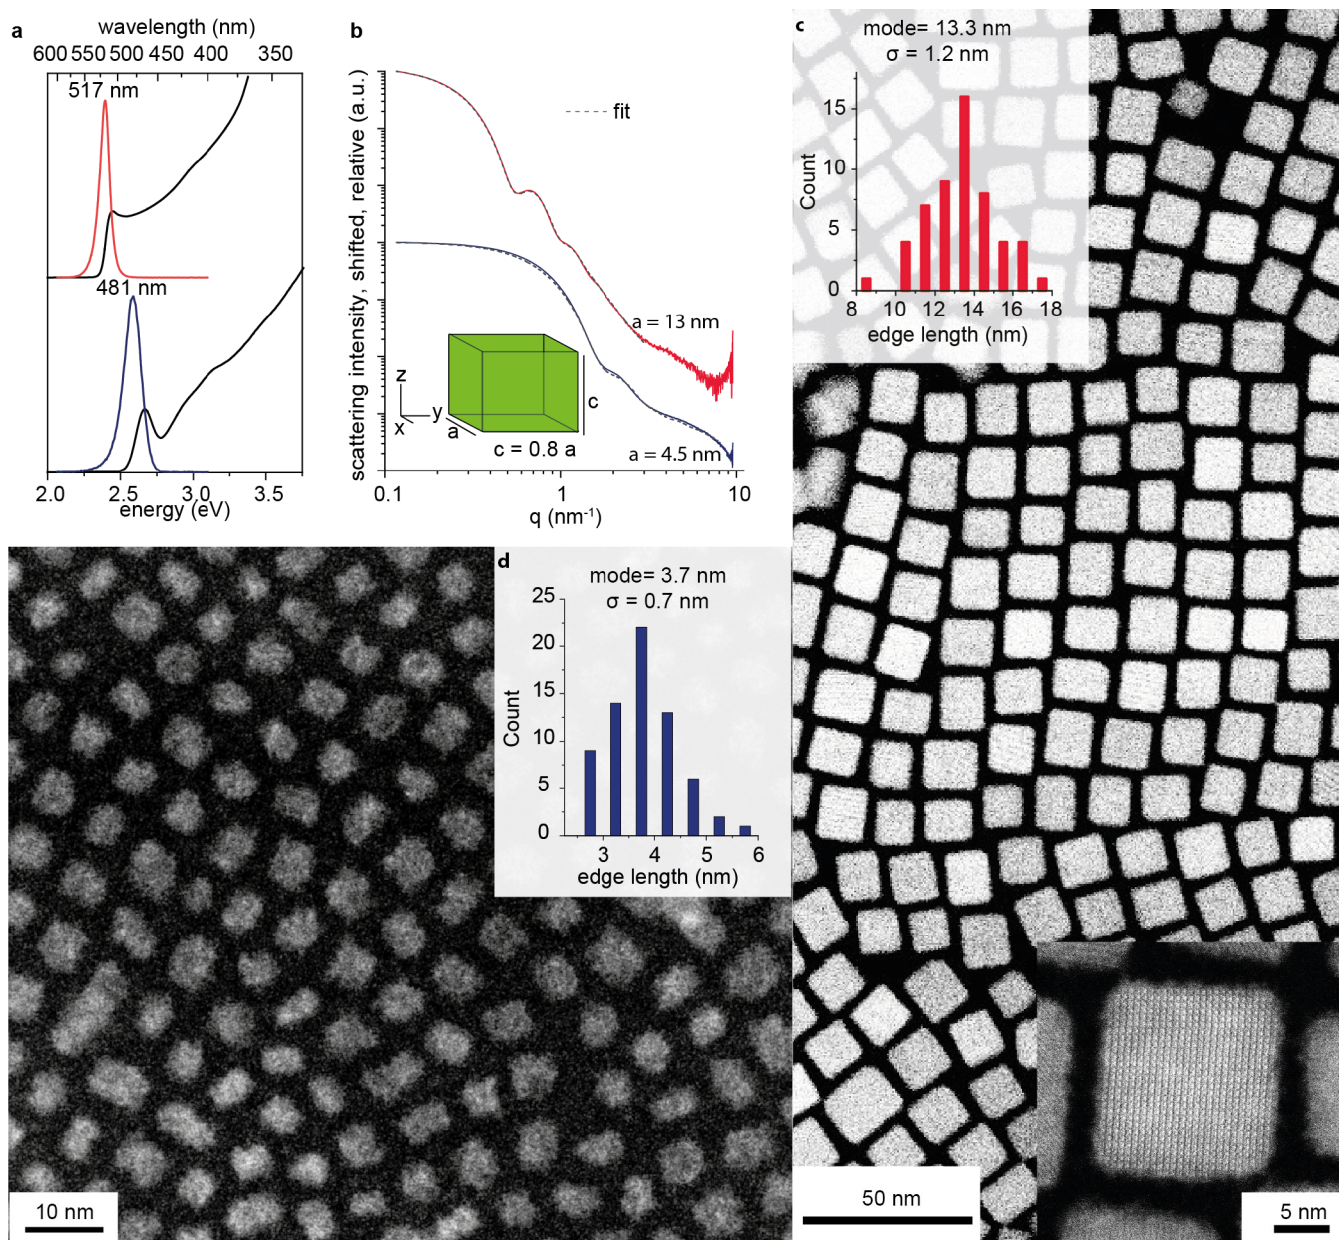 a
wavelength (nm)
600 550 500 450 400 350
517 nm
481 nm
2.0 2.5 3.0 3.5
energy (eV)
b
scattering intensity, shifted, relative (a.u.)
fit
a = 13 nm
z
y
x
a
c
c = 0.8 a
a = 4.5 nm
0.1 1 10
q (nm⁻¹)
c
mode= 13.3 nm
σ = 1.2 nm
15
10
5
0
Count
8 10 12 14 16 18
edge length (nm)
50 nm
5 nm
d
mode= 3.7 nm
σ = 0.7 nm
25
20
15
10
5
0
Count
3 4 5 6
edge length (nm)
10 nm